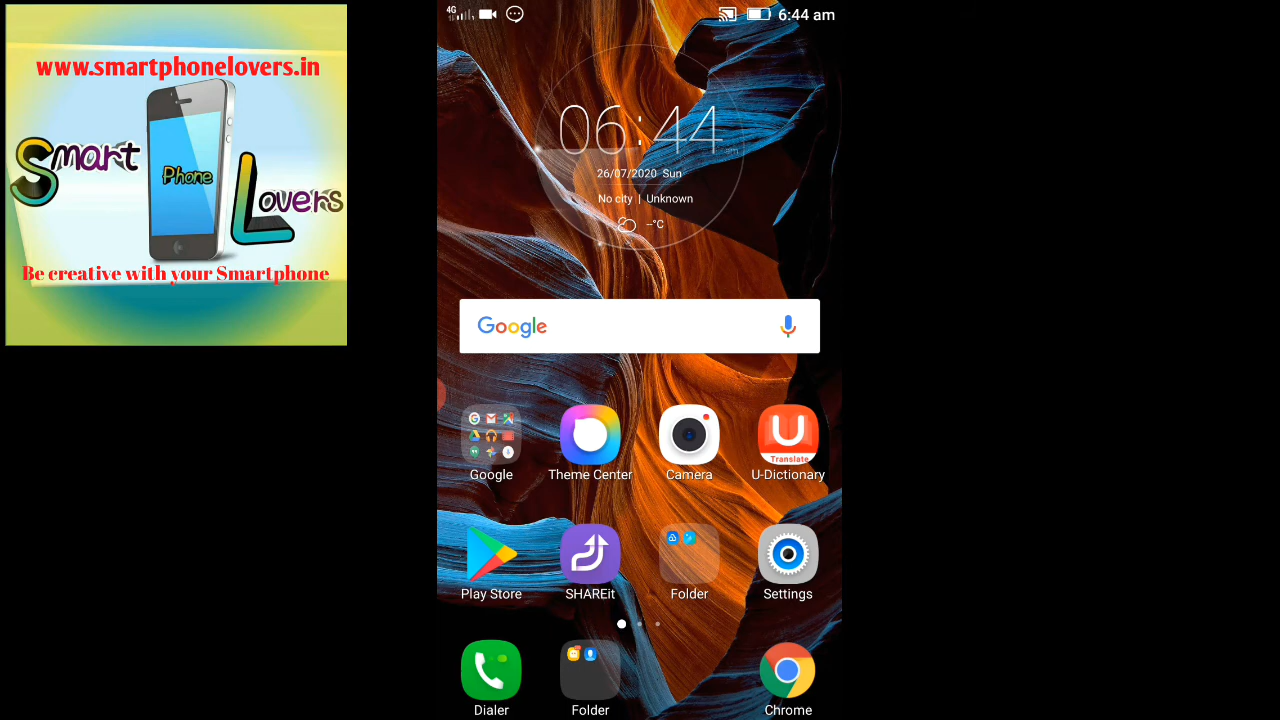 www.smartphonelovers.in
Smart
Phone
Lovers
Be creative with your Smartphone
4G
6:44 am
06:44
am
26/07/2020 Sun
No city | Unknown
--°C
Google
Google
Theme Center
Camera
U
Translate
U-Dictionary
Play Store
SHAREit
Folder
Settings
Dialer
Folder
Chrome